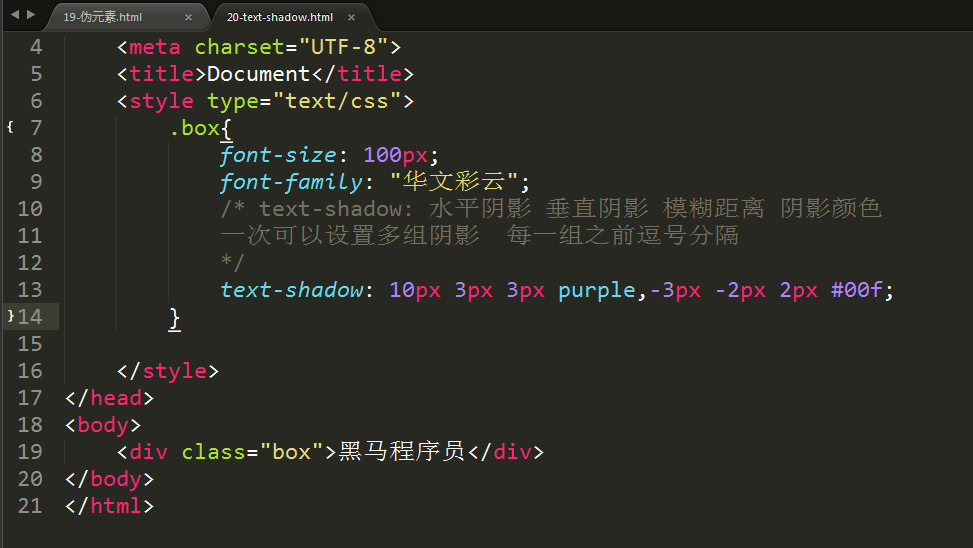 19-伪元素.html × 20-text-shadow.html ×
4 <meta charset="UTF-8">
5 <title>Document</title>
6 <style type="text/css">
{ 7 .box{
8 font-size: 100px;
9 font-family: "华文彩云";
10 /* text-shadow: 水平阴影 垂直阴影 模糊距离 阴影颜色
11 一次可以设置多组阴影 每一组之前逗号分隔
12 */
13 text-shadow: 10px 3px 3px purple,-3px -2px 2px #00f;
} 14 }
15
16 </style>
17 </head>
18 <body>
19 <div class="box">黑马程序员</div>
20 </body>
21 </html>